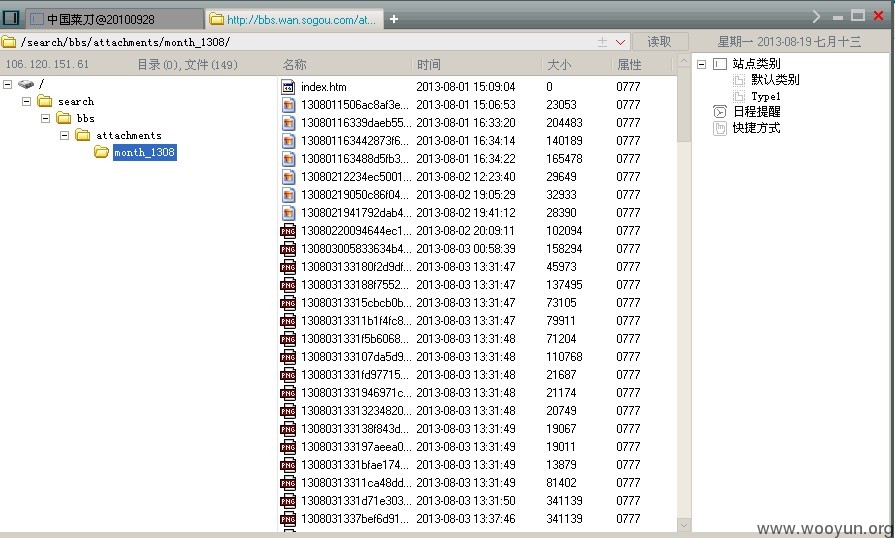 中国菜刀@20100928
http://bbs.wan.sogou.com/at...
/search/bbs/attachments/month_1308/
读取
星期一 2013-08-19 七月十三
106.120.151.61
目录(0),文件(149)
名称 时间 大小 属性
/
search
bbs
attachments
month_1308
index.htm 2013-08-01 15:09:04 0 0777
1308011506ac8af3e... 2013-08-01 15:06:53 23053 0777
13080116339daeb55... 2013-08-01 16:33:20 204483 0777
130801163442873f6... 2013-08-01 16:34:14 140189 0777
1308011634​88d5fb3... 2013-08-01 16:34:22 165478 0777
13080212234ec5001... 2013-08-02 12:23:40 29649 0777
13080219050c86f04... 2013-08-02 19:05:29 32933 0777
1308021941792dab4... 2013-08-02 19:41:12 28390 0777
13080220094644ec1... 2013-08-02 20:09:11 102094 0777
130803005833634b4... 2013-08-03 00:58:39 158294 0777
130803133180f2d9df... 2013-08-03 13:31:47 45973 0777
130803133188f7552... 2013-08-03 13:31:47 137495 0777
13080313315cbcb0b... 2013-08-03 13:31:47 73105 0777
13080313311b1f4fc8... 2013-08-03 13:31:47 79911 0777
1308031331f5b6068... 2013-08-03 13:31:48 71204 0777
130803133107da5d9... 2013-08-03 13:31:48 110768 0777
1308031331fd97715... 2013-08-03 13:31:48 21687 0777
13080313319​46971c... 2013-08-03 13:31:48 21174 0777
13080313313234820... 2013-08-03 13:31:48 20749 0777
130803133138f843d... 2013-08-03 13:31:49 19067 0777
1308031331​97aeea0... 2013-08-03 13:31:49 19011 0777
1308031331bfae174... 2013-08-03 13:31:49 13879 0777
13080313311ca48dd... 2013-08-03 13:31:49 81402 0777
1308031331d71e303... 2013-08-03 13:31:50 341139 0777
1308031337bef6d91... 2013-08-03 13:37:46 341139 0777
站点类别
默认类别
Type1
日程提醒
快捷方式
www.wooyun.org